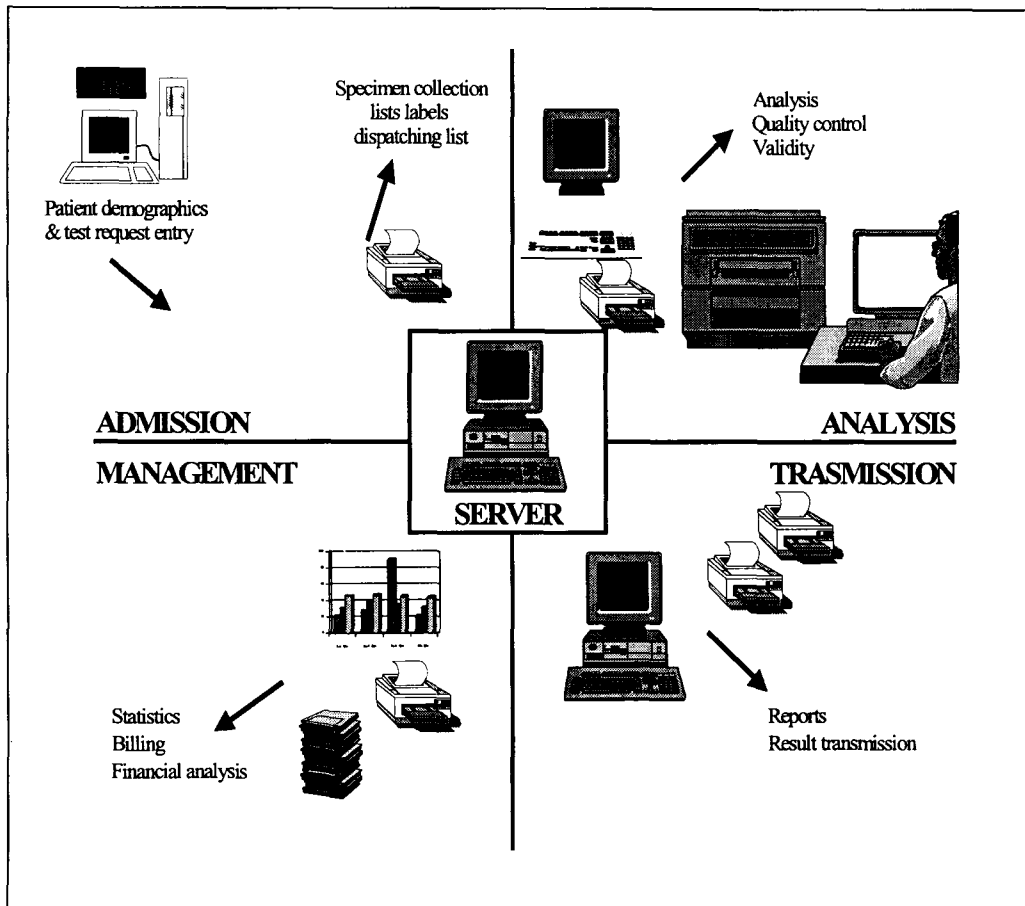 Patient demographics
& test request entry
Specimen collection
lists labels
dispatching list
ADMISSION
Analysis
Quality control
Validity
ANALYSIS
SERVER
MANAGEMENT
Statistics
Billing
Financial analysis
TRASMISSION
Reports
Result transmission